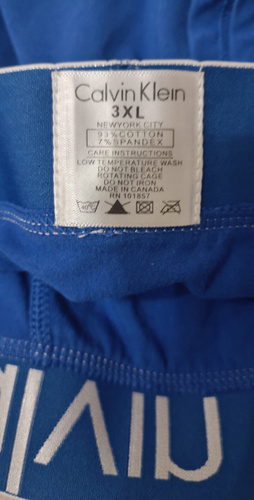 Calvin Klein
3XL
NEWYORK CITY
93%COTTON
7%SPANDEX
CARE INSTRUCTIONS
LOW TEMPERATURE WASH
DO NOT BLEACH
ROTATING CAGE
DO NOT IRON
MADE IN CANADA
RN 101857
40℃